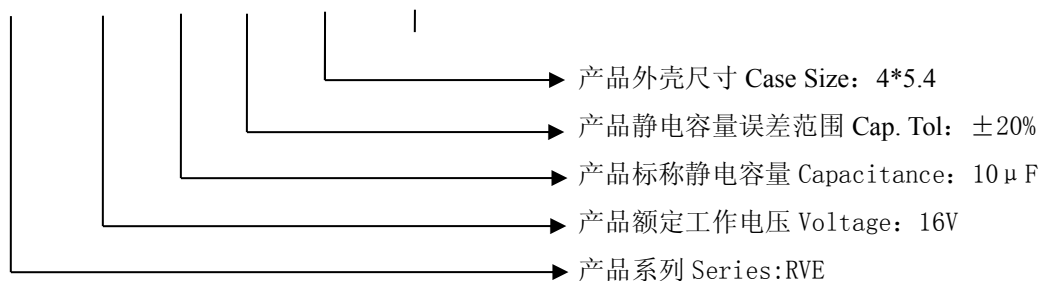 产品外壳尺寸 Case Size：4*5.4
产品静电容量误差范围 Cap. Tol：±20%
产品标称静电容量 Capacitance：10μF
产品额定工作电压 Voltage：16V
产品系列 Series:RVE